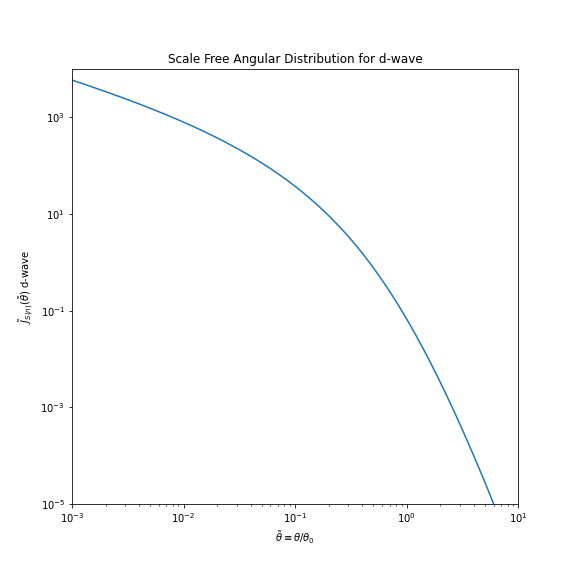 Scale Free Angular Distribution for d-wave
10³
10¹
10⁻¹
10⁻³
10⁻⁵
J̃_{S(n)}(θ̃) d-wave
10⁻³ 10⁻² 10⁻¹ 10⁰ 10¹
θ̃ ≡ θ/θ₀